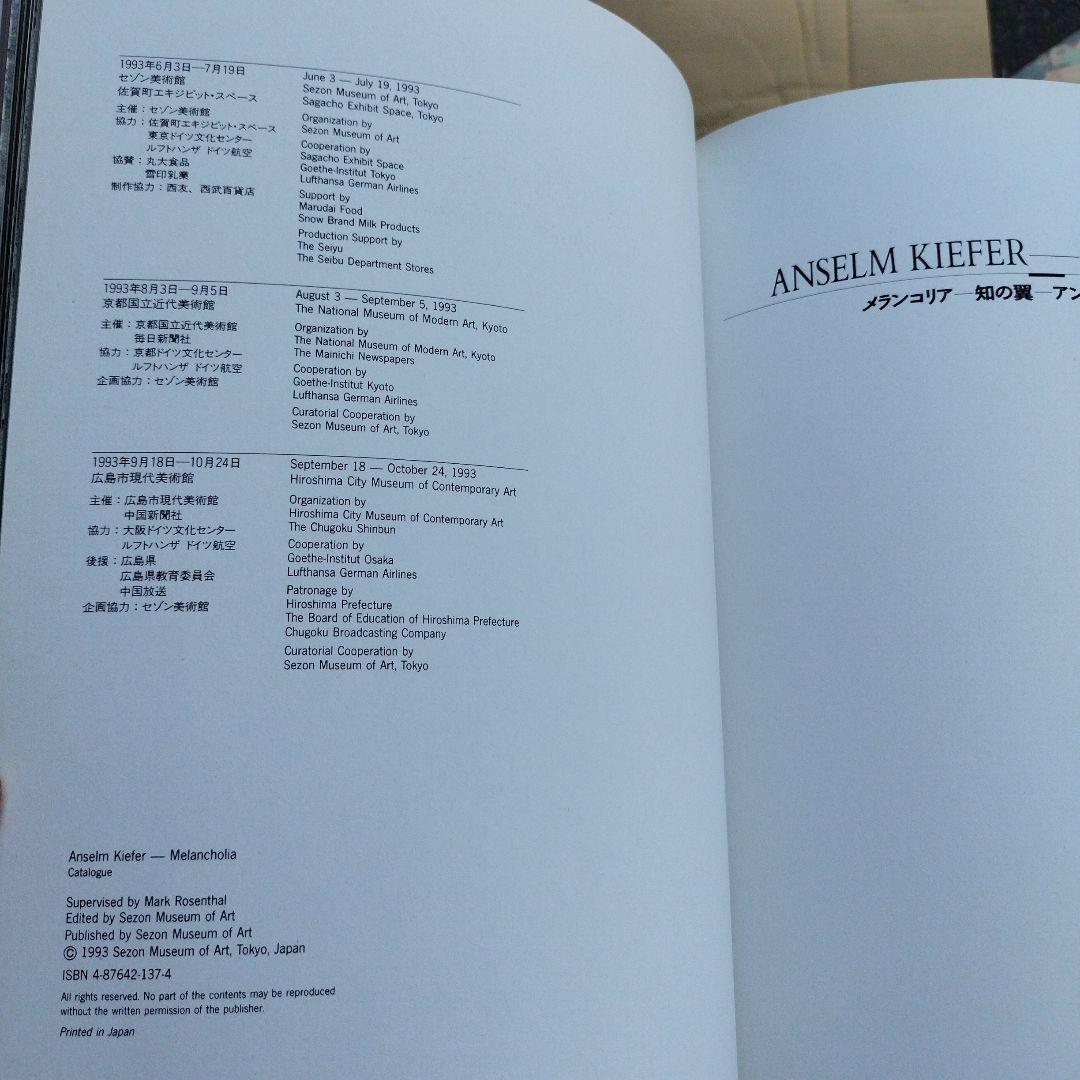 1993年6月3日—7月19日
セゾン美術館
佐賀町エキジビット・スペース
主催：セゾン美術館
協力：佐賀町エキジビット・スペース
東京ドイツ文化センター
ルフトハンザ ドイツ航空
協賛：丸大食品
雪印乳業
制作協力：西友、西武百貨店
June 3 — July 19, 1993
Sezon Museum of Art, Tokyo
Sagacho Exhibit Space, Tokyo
Organization by
Sezon Museum of Art
Cooperation by
Sagacho Exhibit Space
Goethe-Institut Tokyo
Lufthansa German Airlines
Support by
Marudai Food
Snow Brand Milk Products
Production Support by
The Seiyu
The Seibu Department Stores
1993年8月3日—9月5日
京都国立近代美術館
主催：京都国立近代美術館
毎日新聞社
協力：京都ドイツ文化センター
ルフトハンザ ドイツ航空
企画協力：セゾン美術館
August 3 — September 5, 1993
The National Museum of Modern Art, Kyoto
Organization by
The National Museum of Modern Art, Kyoto
The Mainichi Newspapers
Cooperation by
Goethe-Institut Kyoto
Lufthansa German Airlines
Curatorial Cooperation by
Sezon Museum of Art, Tokyo
1993年9月18日—10月24日
広島市現代美術館
主催：広島市現代美術館
中国新聞社
協力：大阪ドイツ文化センター
ルフトハンザ ドイツ航空
後援：広島県
広島県教育委員会
中国放送
企画協力：セゾン美術館
September 18 — October 24, 1993
Hiroshima City Museum of Contemporary Art
Organization by
Hiroshima City Museum of Contemporary Art
The Chugoku Shinbun
Cooperation by
Goethe-Institut Osaka
Lufthansa German Airlines
Patronage by
Hiroshima Prefecture
The Board of Education of Hiroshima Prefecture
Chugoku Broadcasting Company
Curatorial Cooperation by
Sezon Museum of Art, Tokyo
Anselm Kiefer — Melancholia
Catalogue
Supervised by Mark Rosenthal
Edited by Sezon Museum of Art
Published by Sezon Museum of Art
© 1993 Sezon Museum of Art, Tokyo, Japan
ISBN 4-87642-137-4
All rights reserved. No part of the contents may be reproduced
without the written permission of the publisher.
Printed in Japan
ANSELM KIEFER—
メランコリア—知の翼—アン